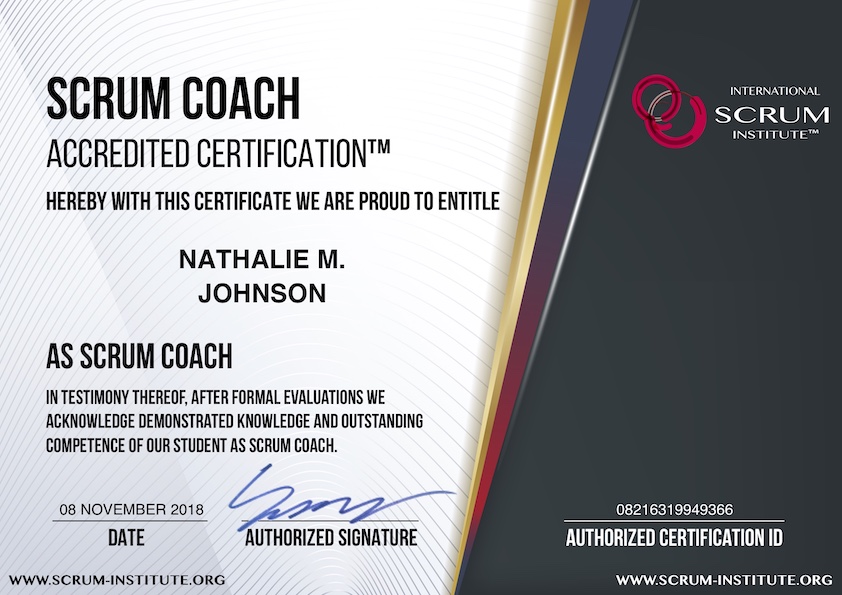 SCRUM COACH
ACCREDITED CERTIFICATION™
HEREBY WITH THIS CERTIFICATE WE ARE PROUD TO ENTITLE
NATHALIE M.
JOHNSON
AS SCRUM COACH
IN TESTIMONY THEREOF, AFTER FORMAL EVALUATIONS WE
ACKNOWLEDGE DEMONSTRATED KNOWLEDGE AND OUTSTANDING
COMPETENCE OF OUR STUDENT AS SCRUM COACH.
08 NOVEMBER 2018
DATE
AUTHORIZED SIGNATURE
WWW.SCRUM-INSTITUTE.ORG
INTERNATIONAL
SCRUM
INSTITUTE™
08216319949366
AUTHORIZED CERTIFICATION ID
WWW.SCRUM-INSTITUTE.ORG